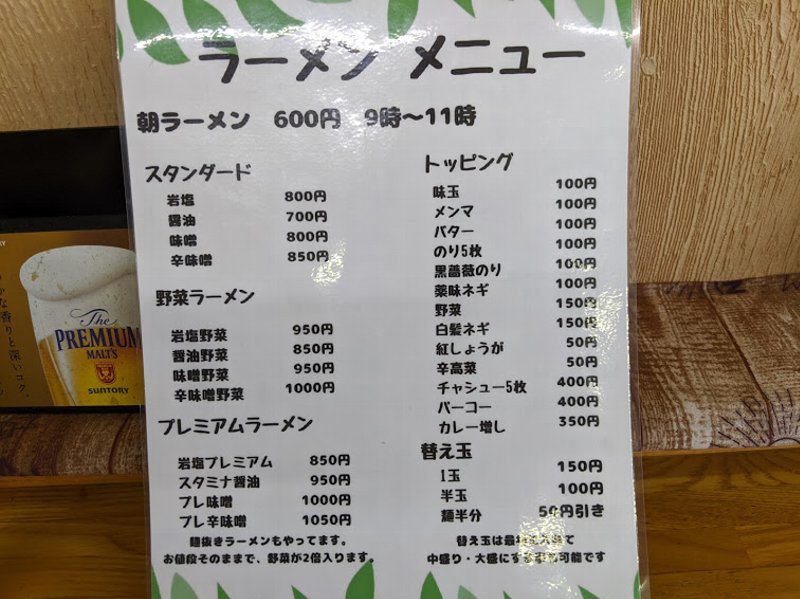 ラーメン メニュー
朝ラーメン 600円 9時〜11時
スタンダード
岩塩 800円
醤油 700円
味噌 800円
辛味噌 850円
野菜ラーメン
岩塩野菜 950円
醤油野菜 850円
味噌野菜 950円
辛味噌野菜 1000円
プレミアムラーメン
岩塩プレミアム 850円
スタミナ醤油 950円
プレ味噌 1000円
プレ辛味噌 1050円
麺抜きラーメンもやってます。
お値段そのままで、野菜が2倍入ります。
トッピング
味玉 100円
メンマ 100円
バター 100円
のり5枚 100円
黒薔薇のり 100円
薬味ネギ 100円
野菜 150円
白髪ネギ 150円
紅しょうが 50円
辛高菜 50円
チャシュー5枚 400円
パーコー 400円
カレー増し 350円
替え玉
1玉 150円
半玉 100円
麺半分 50円引き
替え玉は最
中盛り・大盛にす 可能です
The
PREMIUM
MALT'S
SUNTORY
香りと深いコク